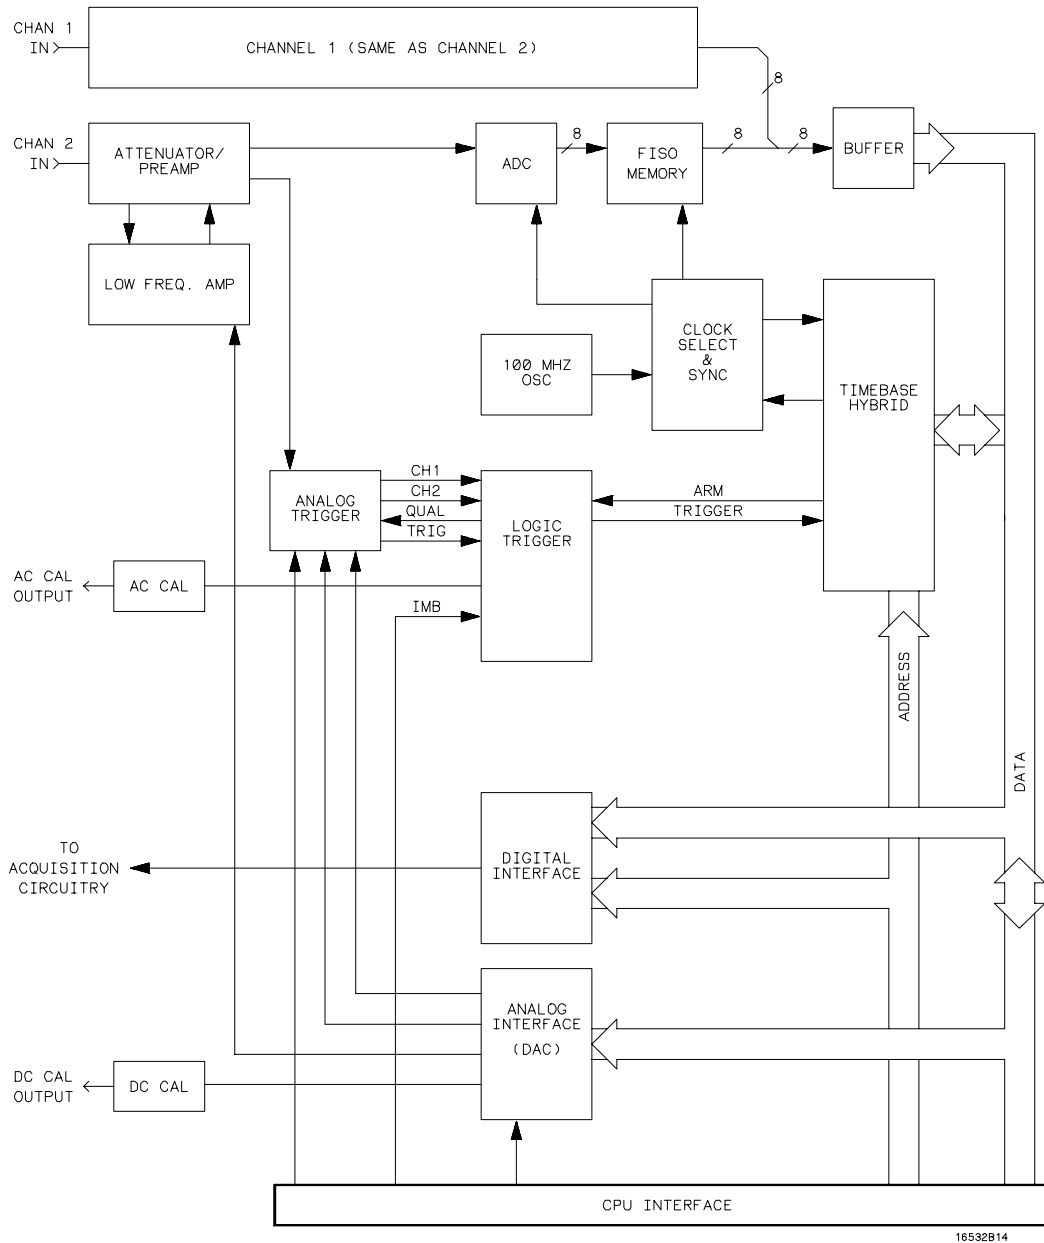 CHAN 1
IN
CHANNEL 1 (SAME AS CHANNEL 2)
8
CHAN 2
IN
ATTENUATOR/
PREAMP
ADC
8
FISO
MEMORY
8
8
BUFFER
LOW FREQ. AMP
100 MHZ
OSC
CLOCK
SELECT
&
SYNC
TIMEBASE
HYBRID
ANALOG
TRIGGER
CH1
CH2
QUAL
TRIG
LOGIC
TRIGGER
ARM
TRIGGER
AC CAL
OUTPUT
AC CAL
IMB
ADDRESS
DATA
TO
ACQUISITION
CIRCUITRY
DIGITAL
INTERFACE
ANALOG
INTERFACE
(DAC)
DC CAL
OUTPUT
DC CAL
CPU INTERFACE
16532B14